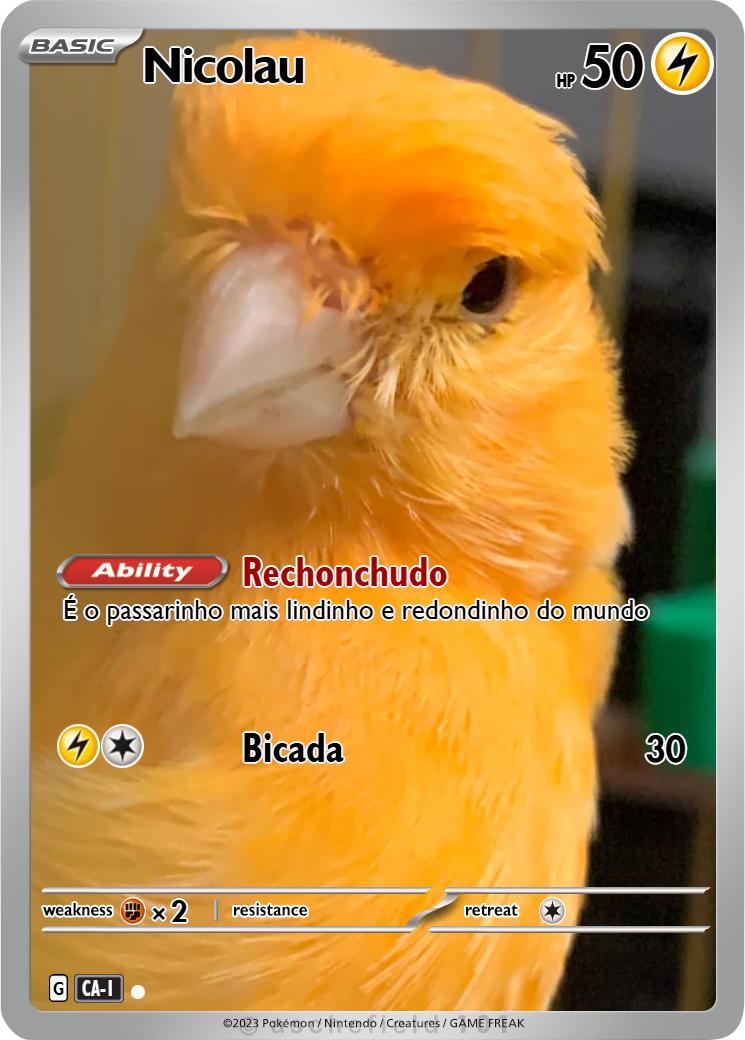 BASIC
Nicolau
HP 50
Ability Rechonchudo
É o passarinho mais lindinho e redondinho do mundo
Bicada 30
weakness × 2 resistance retreat
G CA-I
©2023 Pokémon / Nintendo / Creatures / GAME FREAK